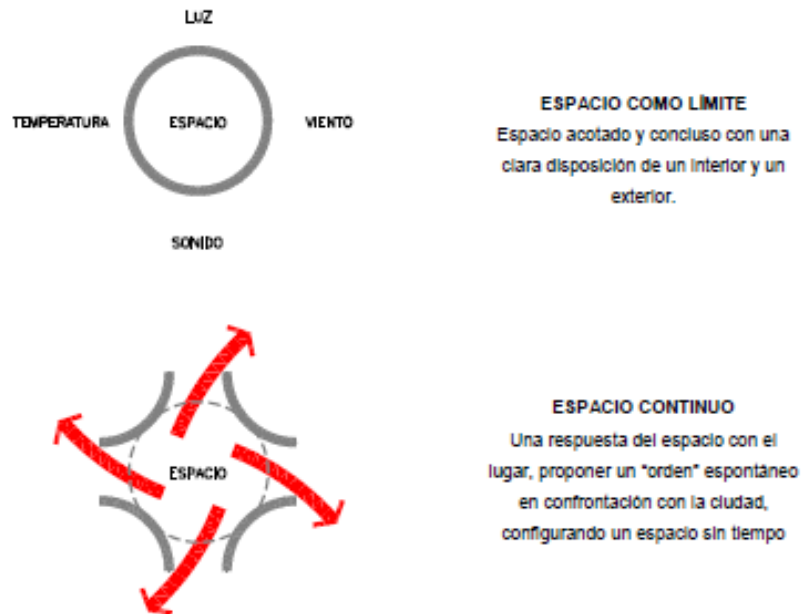 LUZ
TEMPERATURA
ESPACIO
VIENTO
SONIDO
ESPACIO COMO LÍMITE
Espacio acotado y concluso con una
clara disposición de un interior y un
exterior.
ESPACIO
ESPACIO CONTINUO
Una respuesta del espacio con el
lugar, proponer un "orden" espontáneo
en confrontación con la ciudad,
configurando un espacio sin tiempo